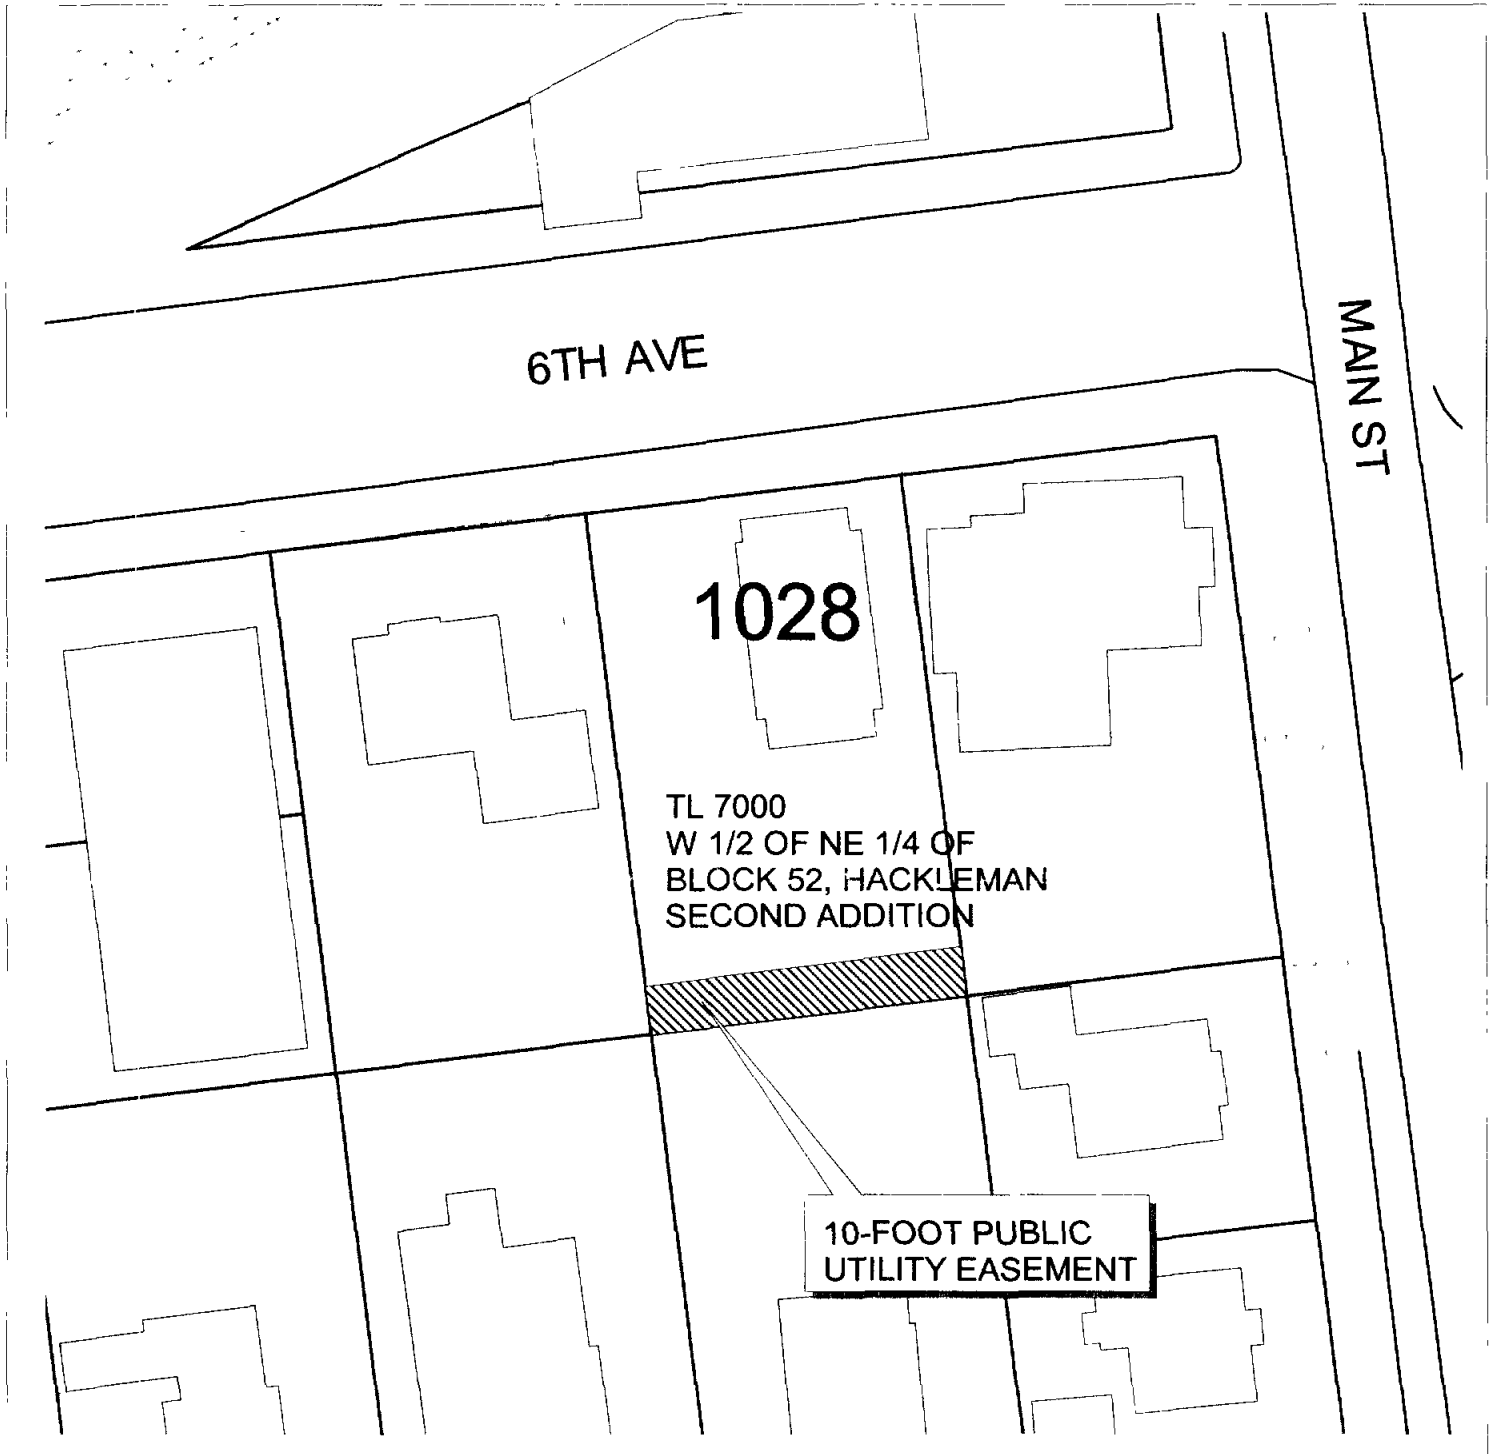 6TH AVE
MAIN ST
1028
TL 7000
W 1/2 OF NE 1/4 OF
BLOCK 52, HACKLEMAN
SECOND ADDITION
10-FOOT PUBLIC
UTILITY EASEMENT